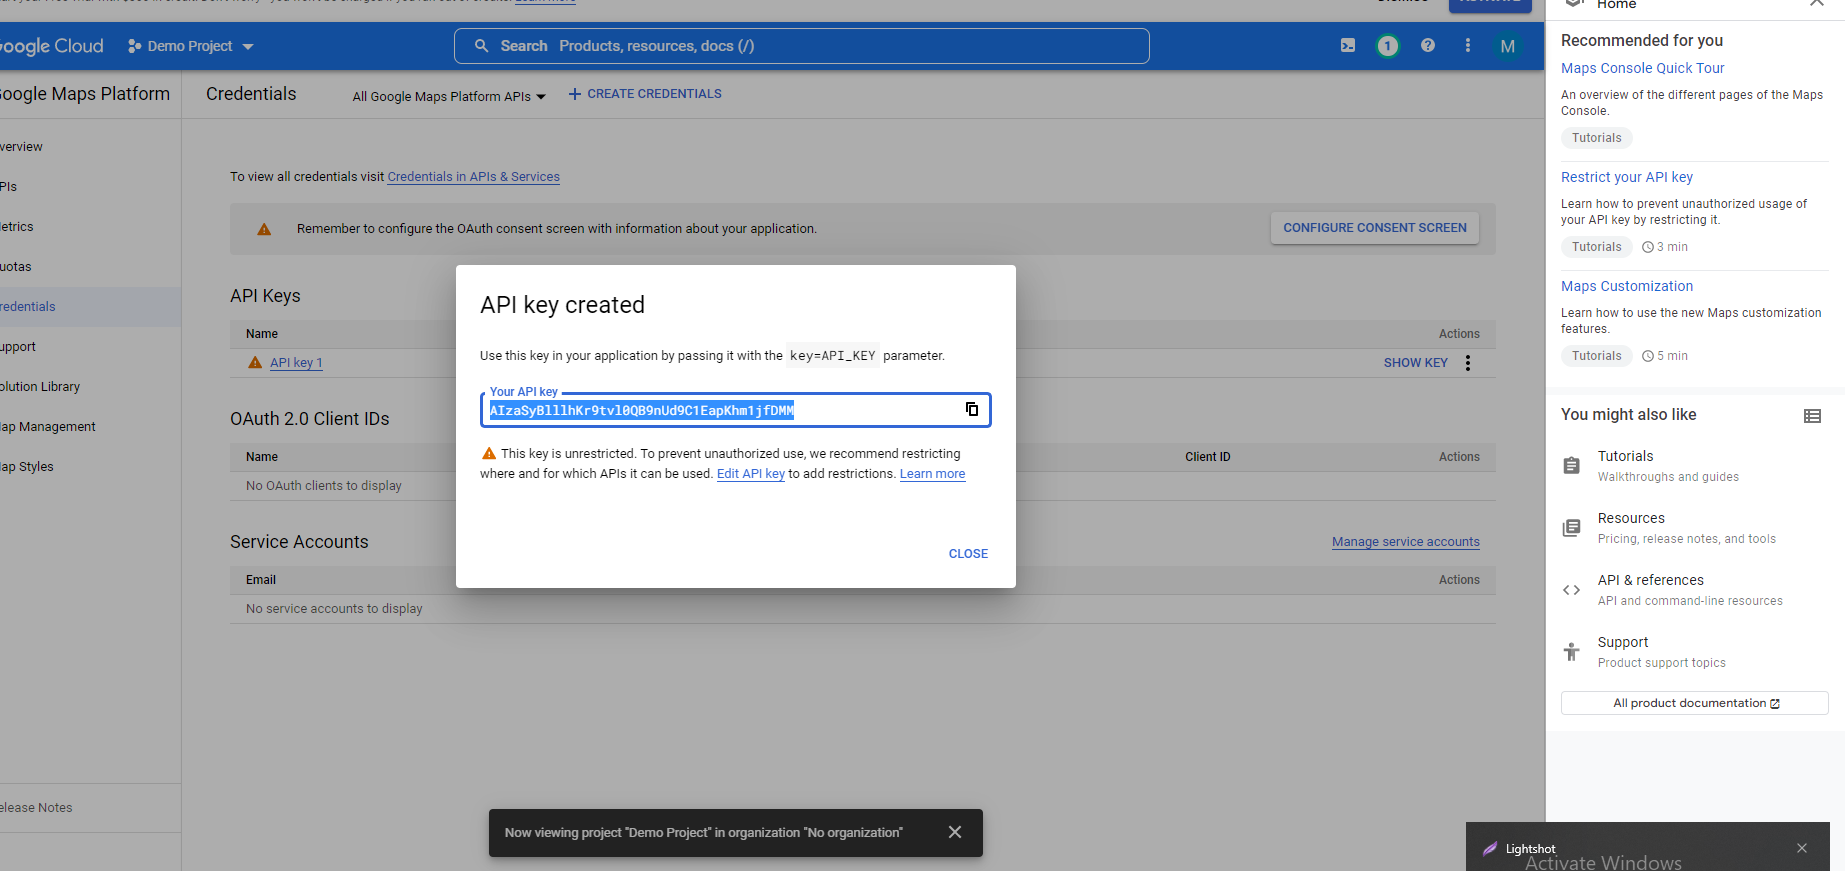 Learn more
Google Cloud
Demo Project
Search Products, resources, docs (/)
1
M
Google Maps Platform
Credentials
All Google Maps Platform APIs
CREATE CREDENTIALS
verview
PIs
etrics
uotas
redentials
upport
olution Library
ap Management
ap Styles
elease Notes
To view all credentials visit Credentials in APIs & Services
Remember to configure the OAuth consent screen with information about your application.
CONFIGURE CONSENT SCREEN
API Keys
Name
Actions
API key 1
SHOW KEY
OAuth 2.0 Client IDs
Name
Client ID
Actions
No OAuth clients to display
Service Accounts
Manage service accounts
Email
Actions
No service accounts to display
API key created
Use this key in your application by passing it with the key=API_KEY parameter.
Your API key
This key is unrestricted. To prevent unauthorized use, we recommend restricting
where and for which APIs it can be used. Edit API key to add restrictions. Learn more
CLOSE
Now viewing project "Demo Project" in organization "No organization"
Home
Recommended for you
Maps Console Quick Tour
An overview of the different pages of the Maps
Console.
Tutorials
Restrict your API key
Learn how to prevent unauthorized usage of
your API key by restricting it.
Tutorials
3 min
Maps Customization
Learn how to use the new Maps customization
features.
Tutorials
5 min
You might also like
Tutorials
Walkthroughs and guides
Resources
Pricing, release notes, and tools
API & references
API and command-line resources
Support
Product support topics
All product documentation
Lightshot
Activate Windows